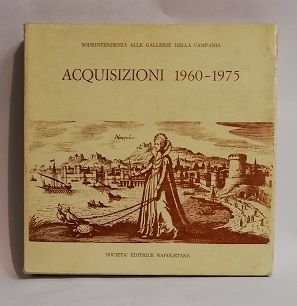 SOPRINTENDENZA ALLE GALLERIE DELLA CAMPANIA
ACQUISIZIONI 1960-1975
Neapolis
SOCIETA' EDITRICE NAPOLETANA